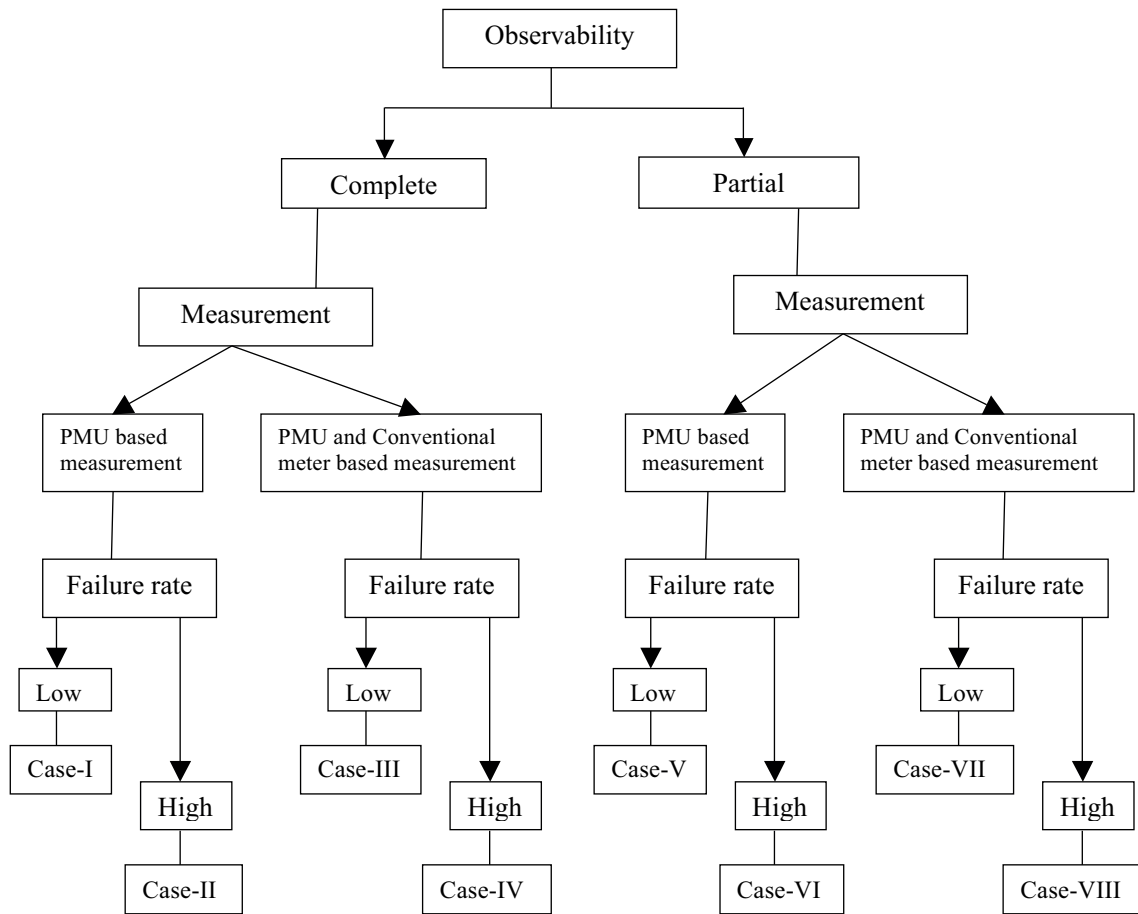 Observability
Complete
Partial
Measurement
Measurement
PMU based
measurement
PMU and Conventional
meter based measurement
PMU based
measurement
PMU and Conventional
meter based measurement
Failure rate
Failure rate
Failure rate
Failure rate
Low
Low
Low
Low
Case-I
Case-III
Case-V
Case-VII
High
High
High
High
Case-II
Case-IV
Case-VI
Case-VIII